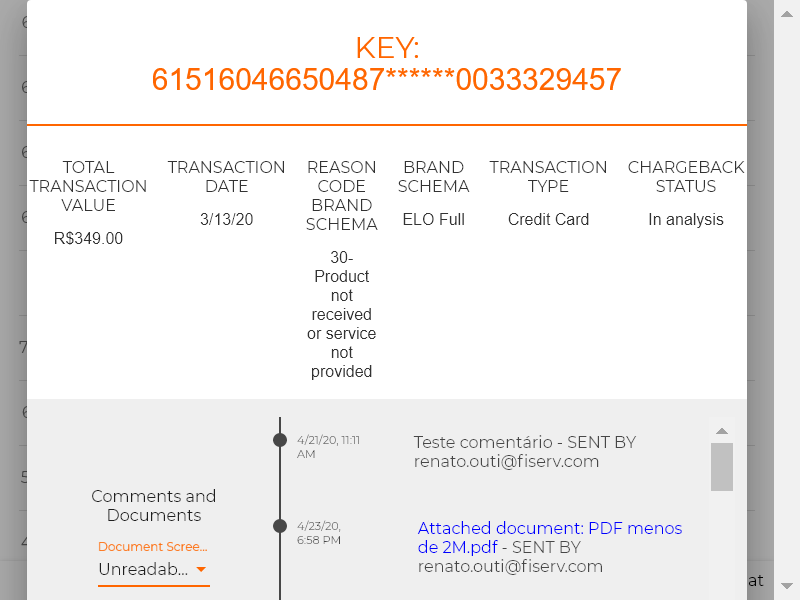 KEY:
61516046650487******0033329457
TOTAL
TRANSACTION
VALUE
R$349.00
TRANSACTION
DATE
3/13/20
REASON
CODE
BRAND
SCHEMA
30-
Product
not
received
or service
not
provided
BRAND
SCHEMA
ELO Full
TRANSACTION
TYPE
Credit Card
CHARGEBACK
STATUS
In analysis
Comments and
Documents
Document Scree...
Unreadab...
4/21/20, 11:11
AM
Teste comentário - SENT BY
renato.outi@fiserv.com
4/23/20,
6:58 PM
Attached document: PDF menos
de 2M.pdf - SENT BY
renato.outi@fiserv.com